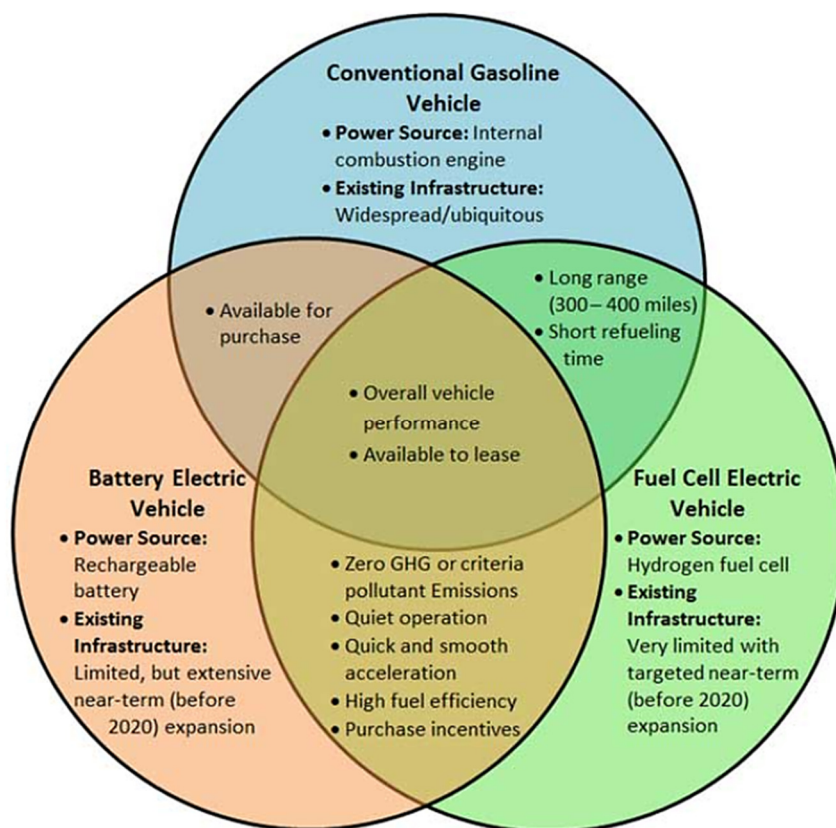 Conventional Gasoline
Vehicle
• Power Source: Internal
combustion engine
• Existing Infrastructure:
Widespread/ubiquitous
• Available for
purchase
• Long range
(300 – 400 miles)
• Short refueling
time
• Overall vehicle
performance
• Available to lease
Battery Electric
Vehicle
• Power Source:
Rechargeable
battery
• Existing
Infrastructure:
Limited, but extensive
near-term (before
2020) expansion
• Zero GHG or criteria
pollutant Emissions
• Quiet operation
• Quick and smooth
acceleration
• High fuel efficiency
• Purchase incentives
Fuel Cell Electric
Vehicle
• Power Source:
Hydrogen fuel cell
• Existing
Infrastructure:
Very limited with
targeted near-term
(before 2020)
expansion